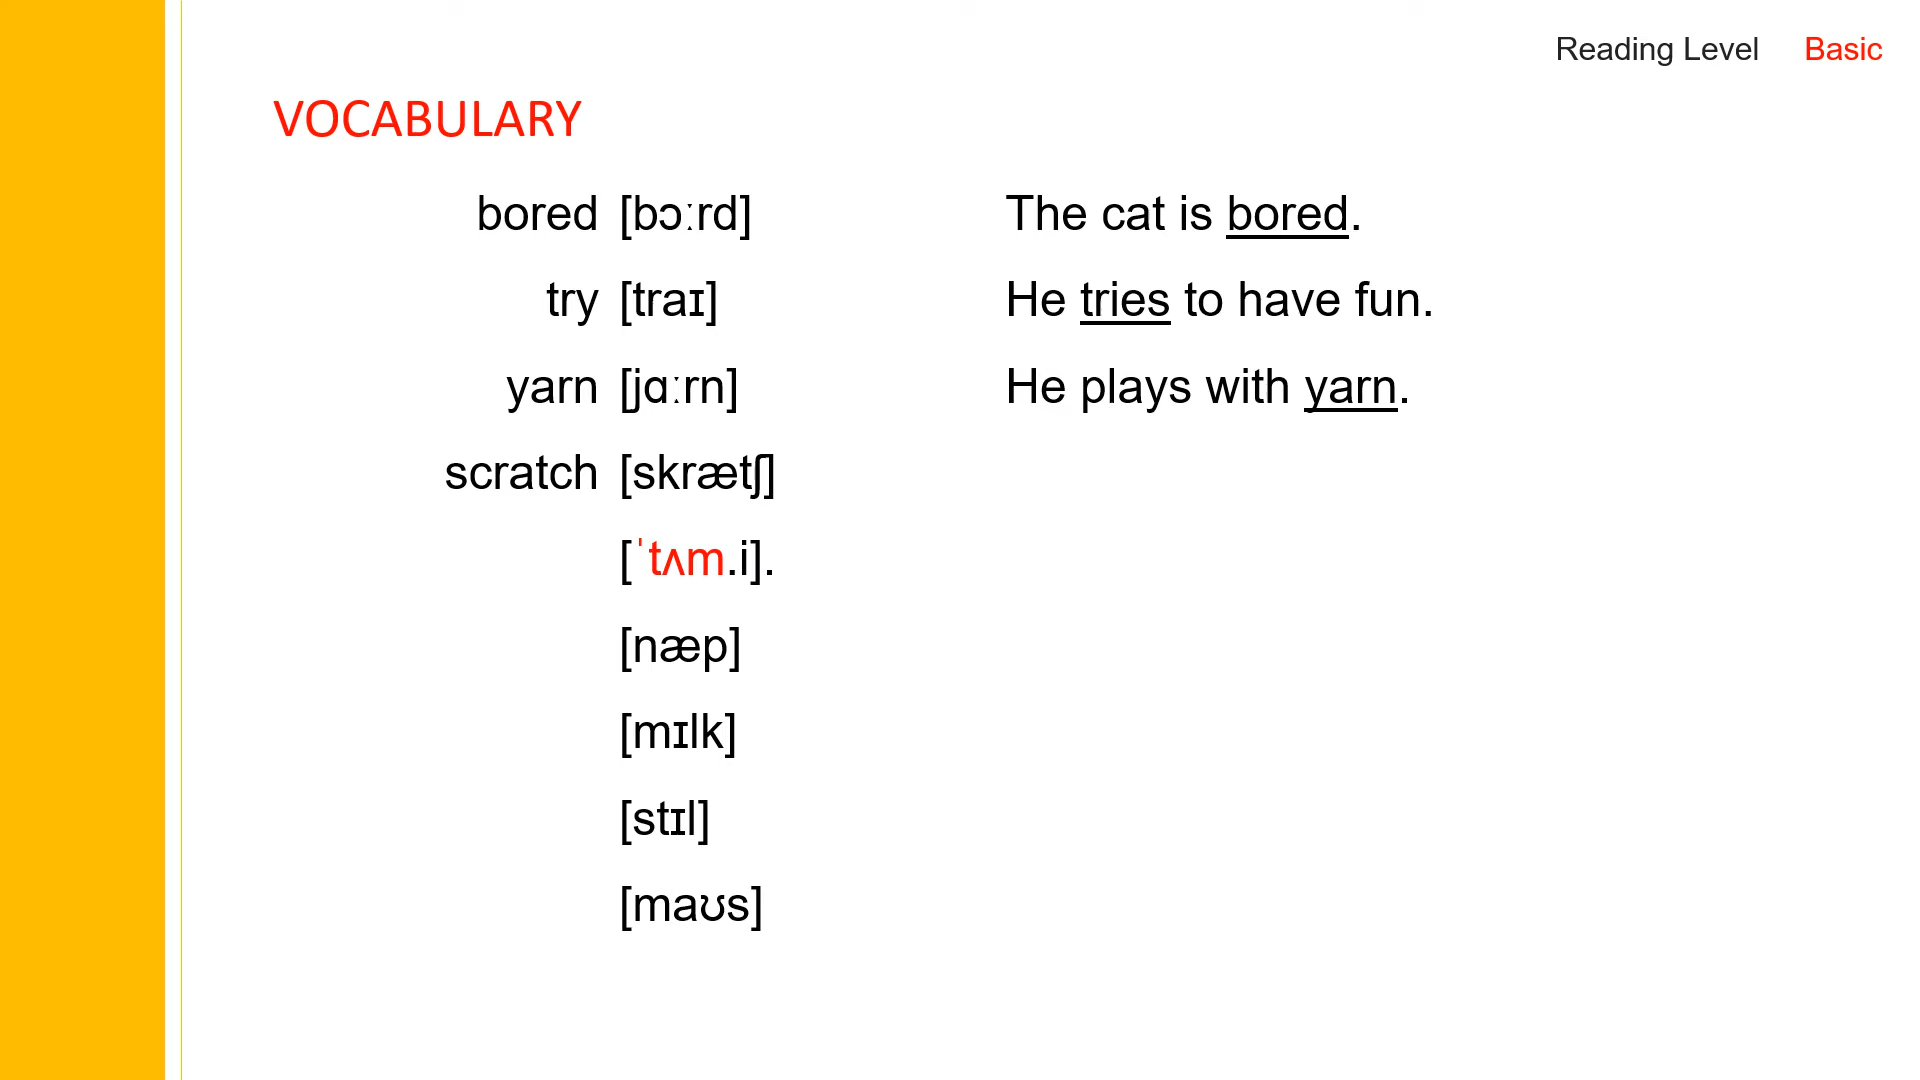 Reading Level Basic
VOCABULARY
bored [bɔːrd] The cat is bored.
try [traɪ] He tries to have fun.
yarn [jɑːrn] He plays with yarn.
scratch [skrætʃ]
[ˈtʌm.i].
[næp]
[mɪlk]
[stɪl]
[maʊs]